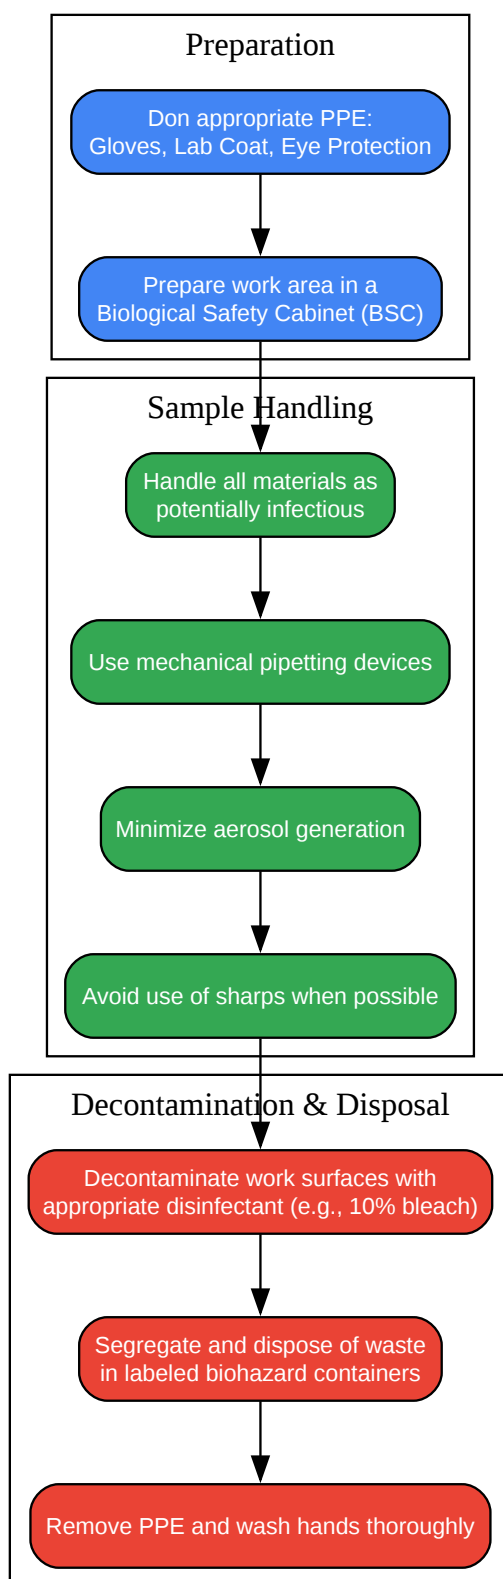 Preparation
Don appropriate PPE:
Gloves, Lab Coat, Eye Protection
Prepare work area in a
Biological Safety Cabinet (BSC)
Sample Handling
Handle all materials as
potentially infectious
Use mechanical pipetting devices
Minimize aerosol generation
Avoid use of sharps when possible
Decontamination & Disposal
Decontaminate work surfaces with
appropriate disinfectant (e.g., 10% bleach)
Segregate and dispose of waste
in labeled biohazard containers
Remove PPE and wash hands thoroughly